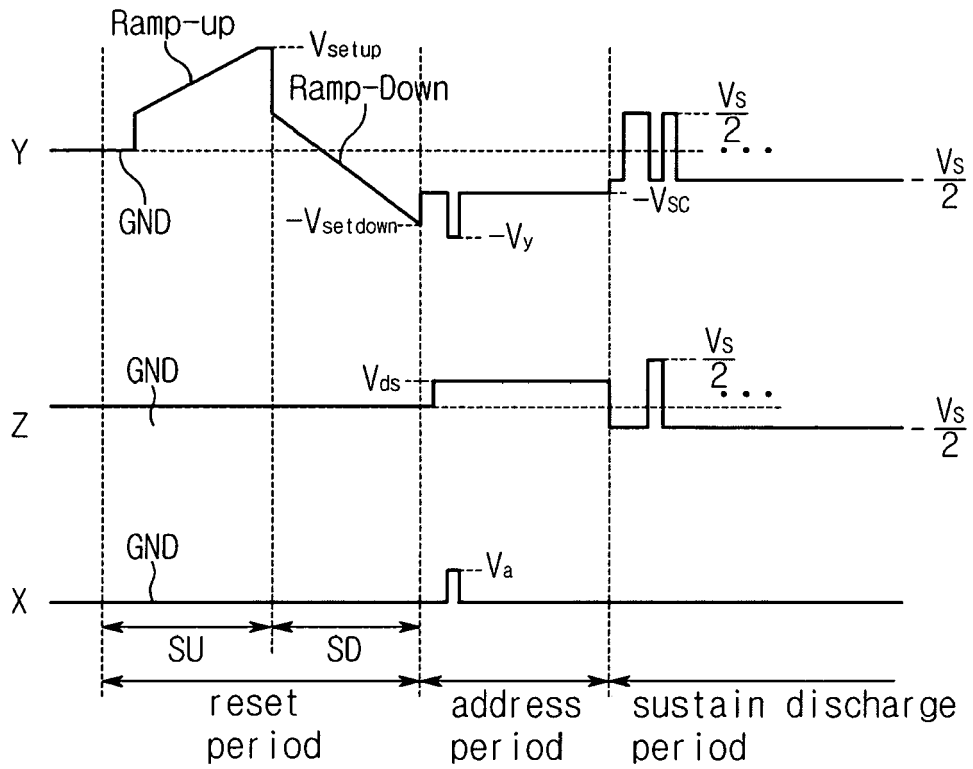 Ramp-up
Vsetup
Ramp-Down
Vs/2
Y
GND
-Vsetdown
-Vy
-Vsc
-Vs/2
GND
Vds
Vs/2
Z
-Vs/2
GND
Va
X
SU
SD
reset period
address period
sustain discharge period